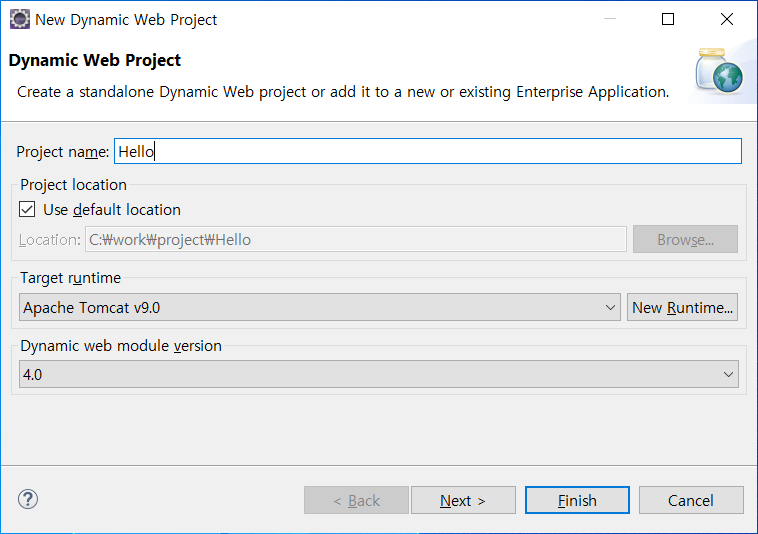 New Dynamic Web Project
Dynamic Web Project
Create a standalone Dynamic Web project or add it to a new or existing Enterprise Application.
Project name: Hello
Project location
Use default location
Location: C:₩work₩project₩Hello Browse...
Target runtime
Apache Tomcat v9.0 New Runtime...
Dynamic web module version
4.0
? < Back Next > Finish Cancel